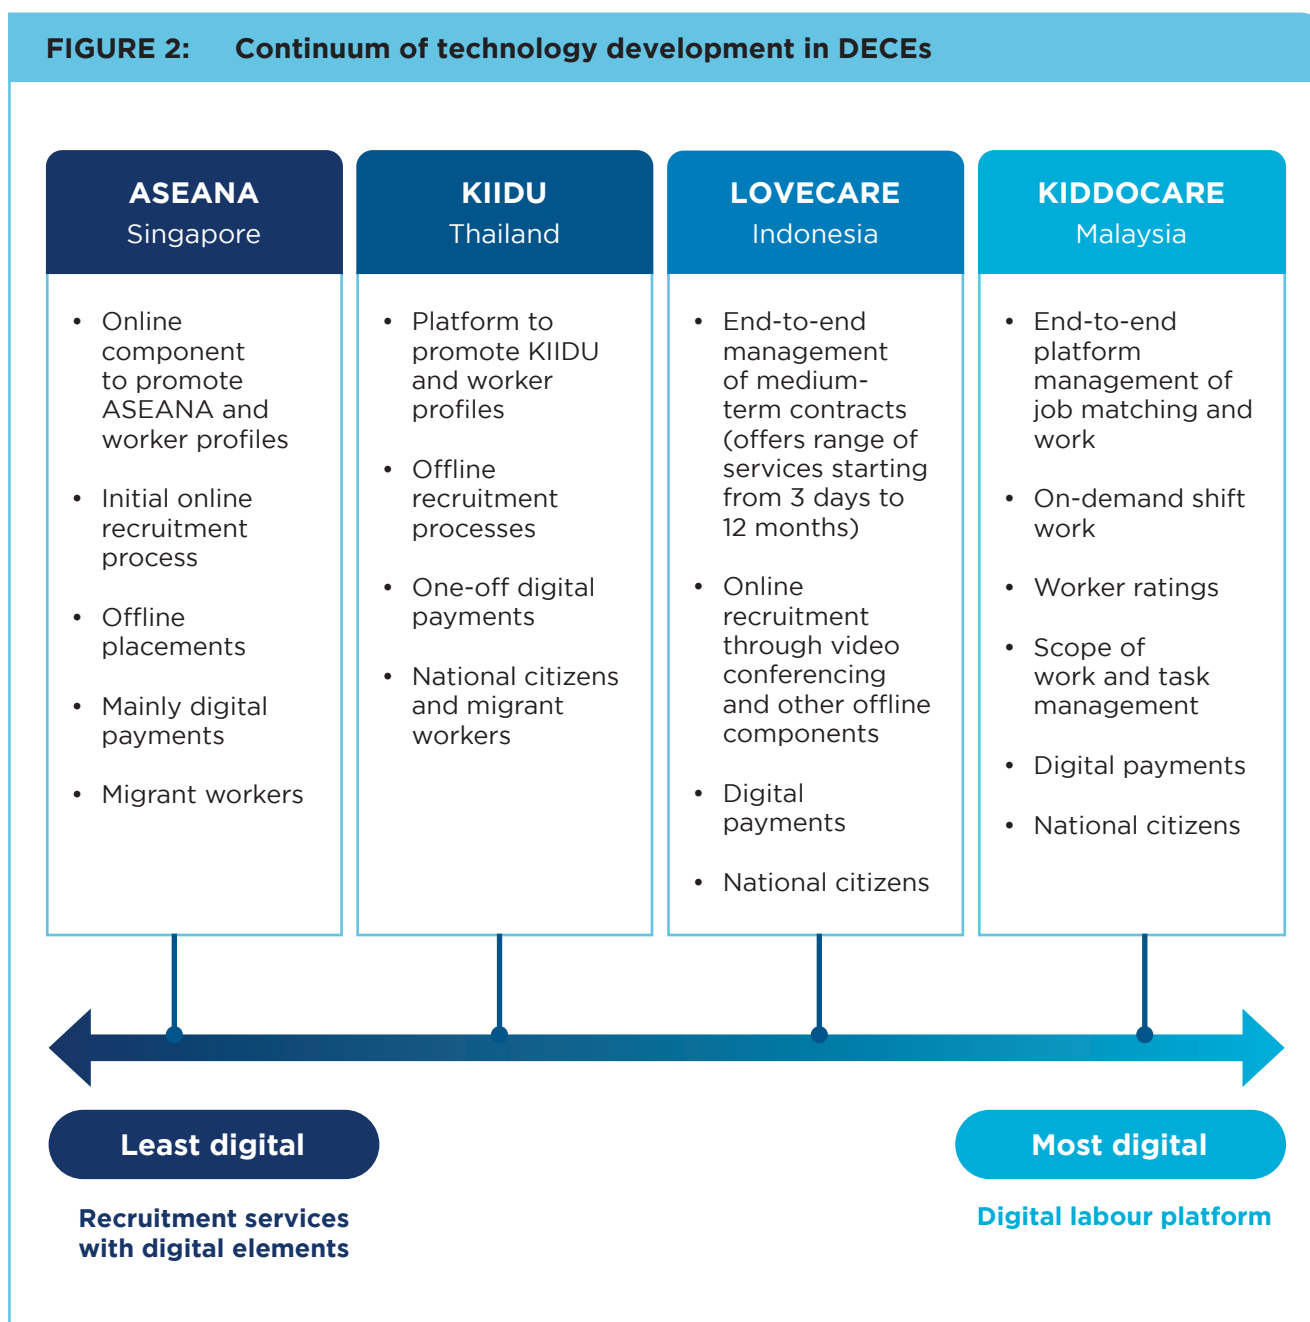 FIGURE 2: Continuum of technology development in DECEs
ASEANA
Singapore
• Online
component
to promote
ASEANA and
worker profiles
• Initial online
recruitment
process
• Offline
placements
• Mainly digital
payments
• Migrant workers
KIIDU
Thailand
• Platform to
promote KIIDU
and worker
profiles
• Offline
recruitment
processes
• One-off digital
payments
• National citizens
and migrant
workers
LOVECARE
Indonesia
• End-to-end
management
of medium-
term contracts
(offers range of
services starting
from 3 days to
12 months)
• Online
recruitment
through video
conferencing
and other offline
components
• Digital
payments
• National citizens
KIDDOCARE
Malaysia
• End-to-end
platform
management of
job matching and
work
• On-demand shift
work
• Worker ratings
• Scope of
work and task
management
• Digital payments
• National citizens
Least digital
Recruitment services
with digital elements
Most digital
Digital labour platform